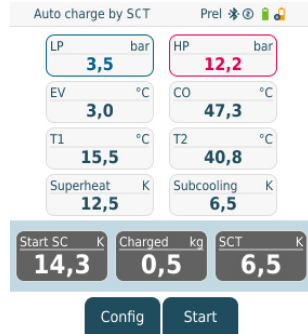 Auto charge by SCT Prel
LP bar HP bar
3,5 12,2
EV °C CO °C
3,0 47,3
T1 °C T2 °C
15,5 40,8
Superheat K Subcooling K
12,5 6,5
Start SC K Charged kg SCT K
14,3 0,5 6,5
Config Start